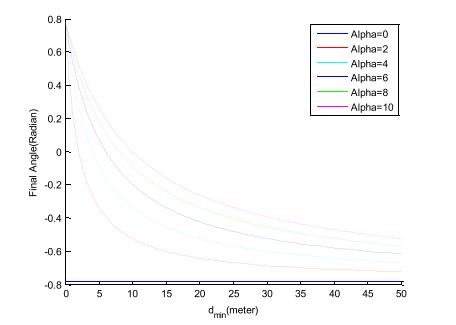 0.8
0.6
0.4
0.2
0
-0.2
-0.4
-0.6
-0.8
Final Angle(Radian)
0 5 10 15 20 25 30 35 40 45 50
d_min(meter)
Alpha=0
Alpha=2
Alpha=4
Alpha=6
Alpha=8
Alpha=10